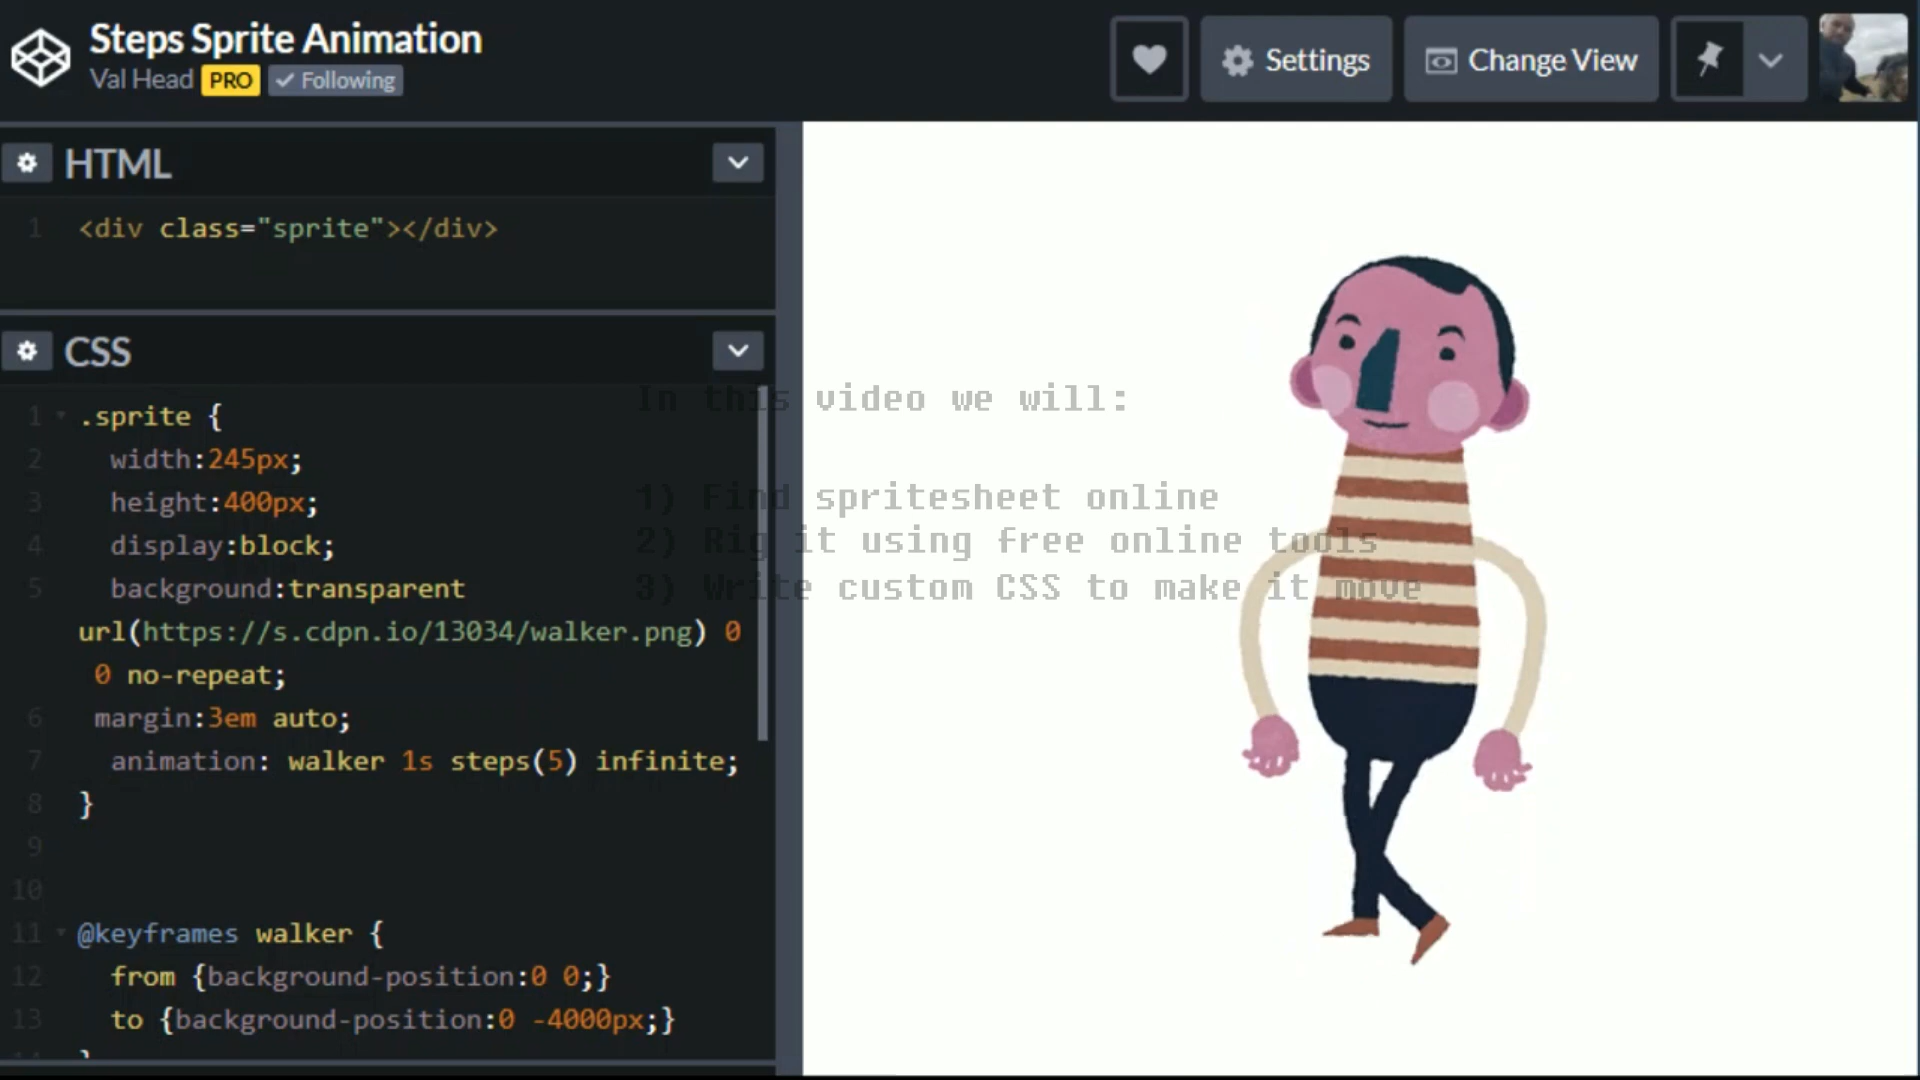 Steps Sprite Animation
Val Head PRO ✓ Following
Settings
Change View
HTML
1 <div class="sprite"></div>
CSS
1 .sprite {
2 width:245px;
3 height:400px;
4 display:block;
5 background:transparent
url(https://s.cdpn.io/13034/walker.png) 0
0 no-repeat;
6 margin:3em auto;
7 animation: walker 1s steps(5) infinite;
8 }
9
10
11 @keyframes walker {
12 from {background-position:0 0;}
13 to {background-position:0 -4000px;}
14 }
In this video we will:
1) Find spritesheet online
2) Rig it using free online tools
3) Write custom CSS to make it move